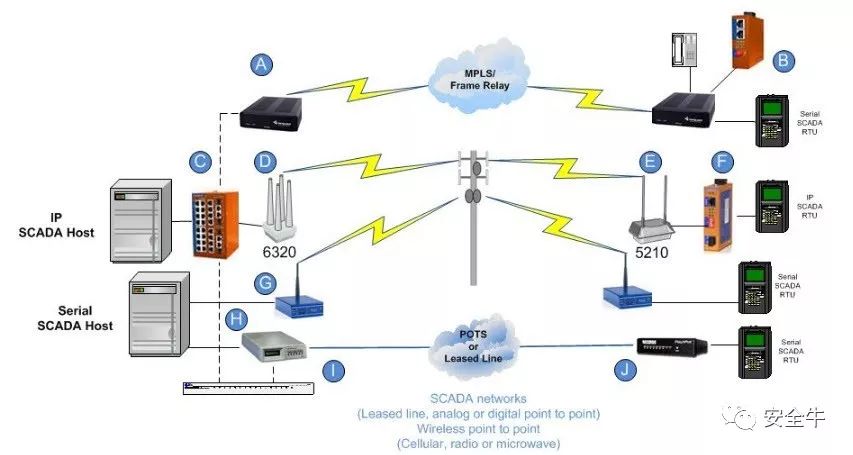 A
MPLS/
Frame Relay
B
Serial
SCADA
RTU
C
D
E
F
IP
SCADA Host
6320
5210
IP
SCADA
RTU
G
Serial
SCADA
RTU
Serial
SCADA Host
H
POTS
or
Leased Line
Serial
SCADA
RTU
I
J
SCADA networks
(Leased line, analog or digital point to point)
Wireless point to point
(Cellular, radio or microwave)
安全牛